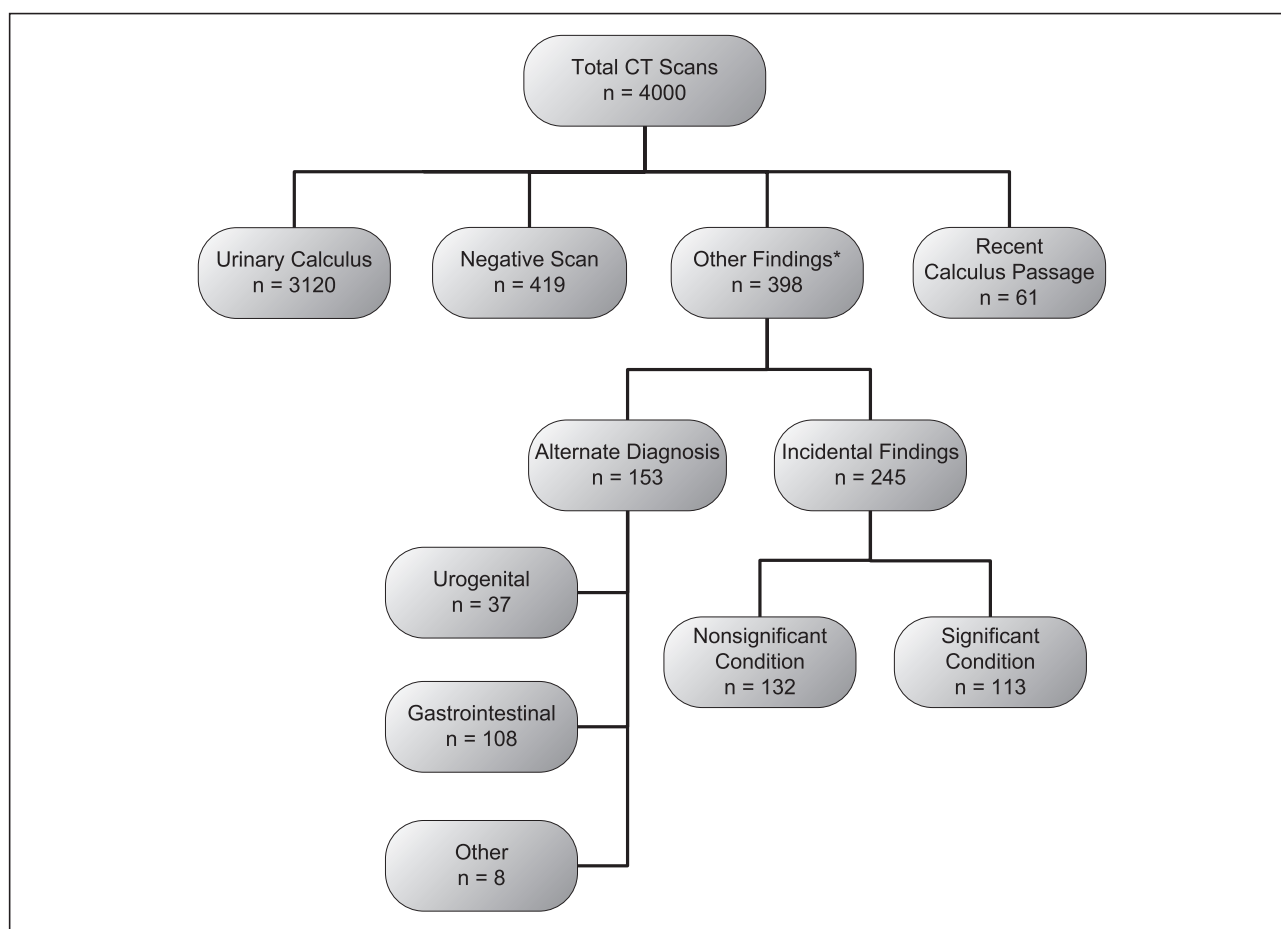 Total CT Scans
n = 4000
Urinary Calculus
n = 3120
Negative Scan
n = 419
Other Findings*
n = 398
Recent
Calculus Passage
n = 61
Alternate Diagnosis
n = 153
Incidental Findings
n = 245
Urogenital
n = 37
Nonsignificant
Condition
n = 132
Significant
Condition
n = 113
Gastrointestinal
n = 108
Other
n = 8